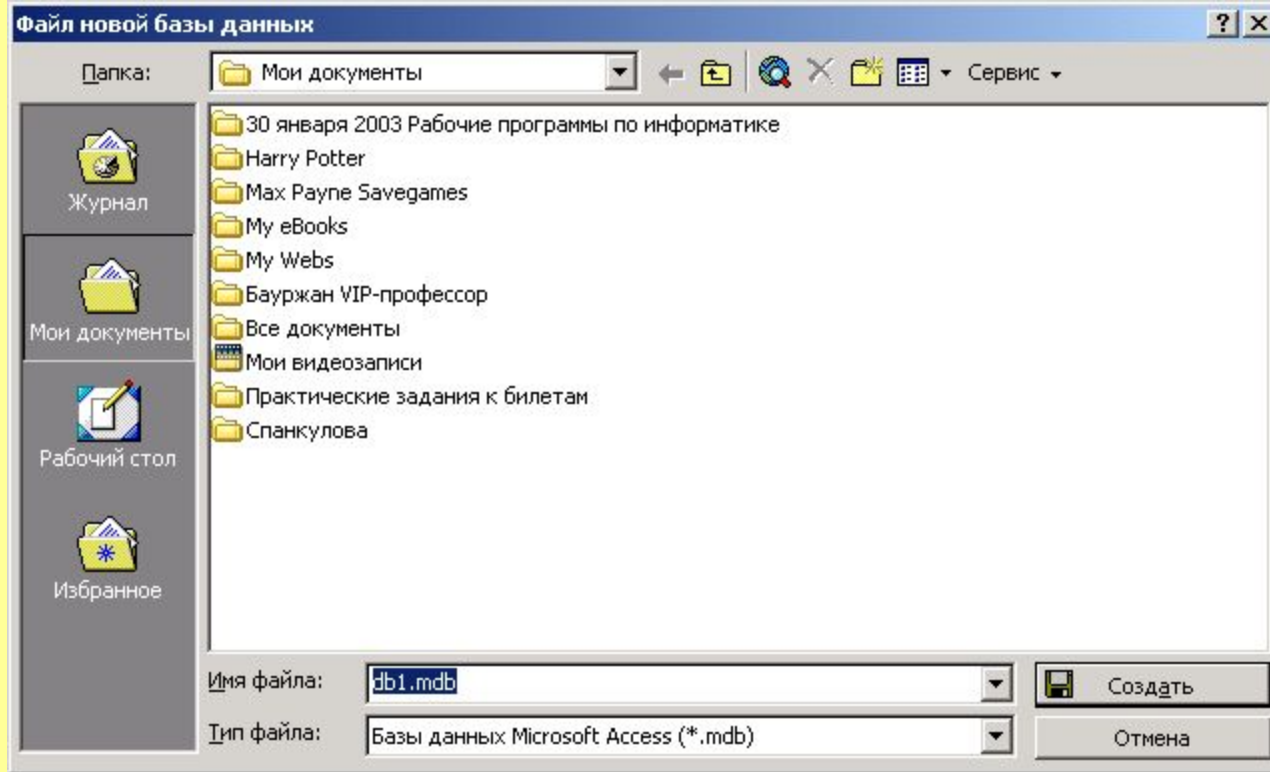 Файл новой базы данных
Папка:
Мои документы
Сервис
Журнал
Мои документы
Рабочий стол
Избранное
30 января 2003 Рабочие программы по информатике
Harry Potter
Max Payne Savegames
My eBooks
My Webs
Бауржан VIP-профессор
Все документы
Мои видеозаписи
Практические задания к билетам
Спанкулова
Имя файла:
db1.mdb
Создать
Тип файла:
Базы данных Microsoft Access (*.mdb)
Отмена